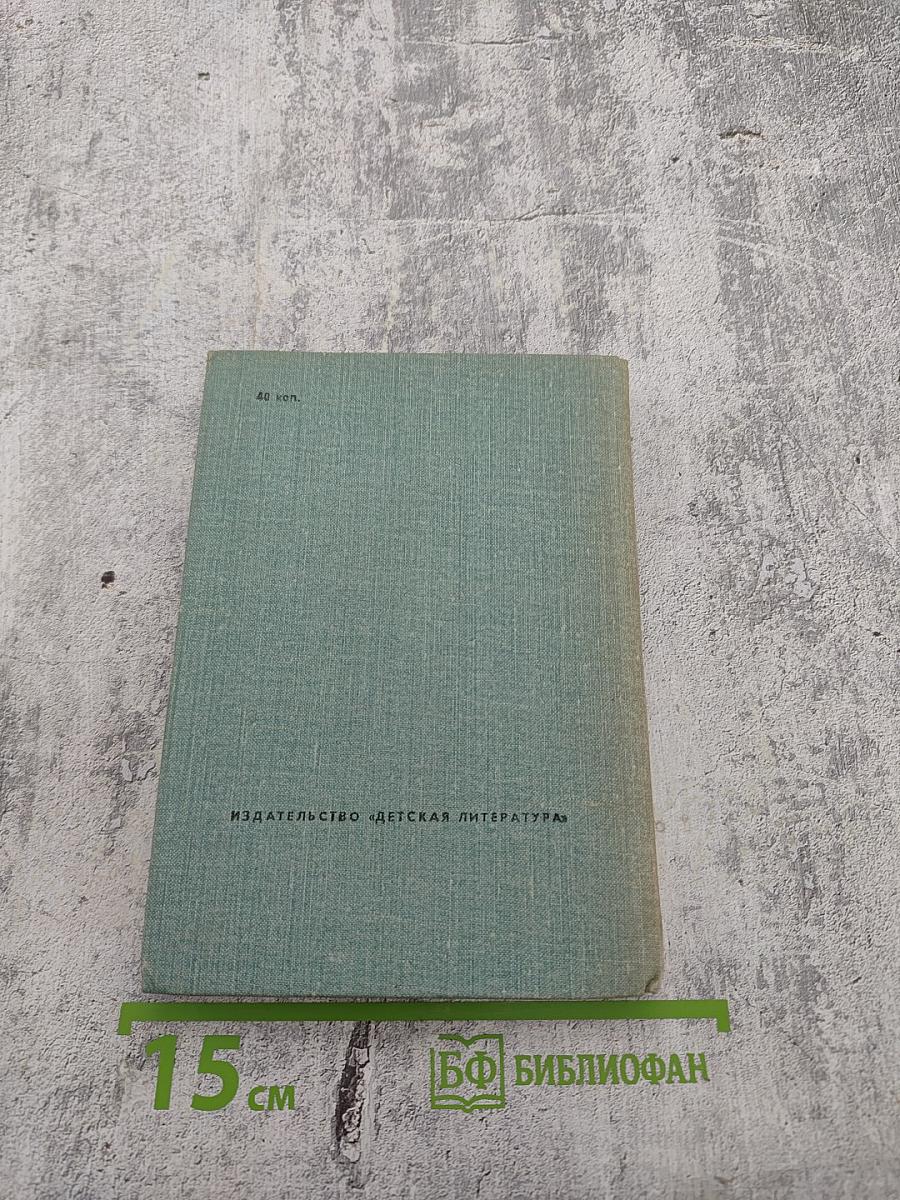 40 коп.
ИЗДАТЕЛЬСТВО «ДЕТСКАЯ ЛИТЕРАТУРА»
15 см
БФ БИБЛИОФАН